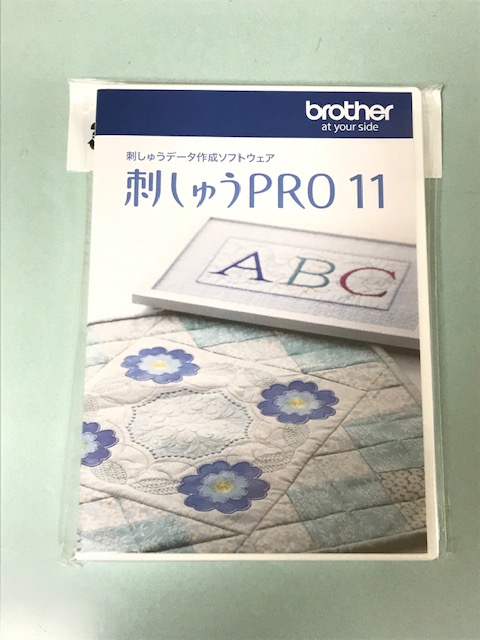 brother
at your side
刺しゅうデータ作成ソフトウェア
刺しゅうPRO 11
ABC